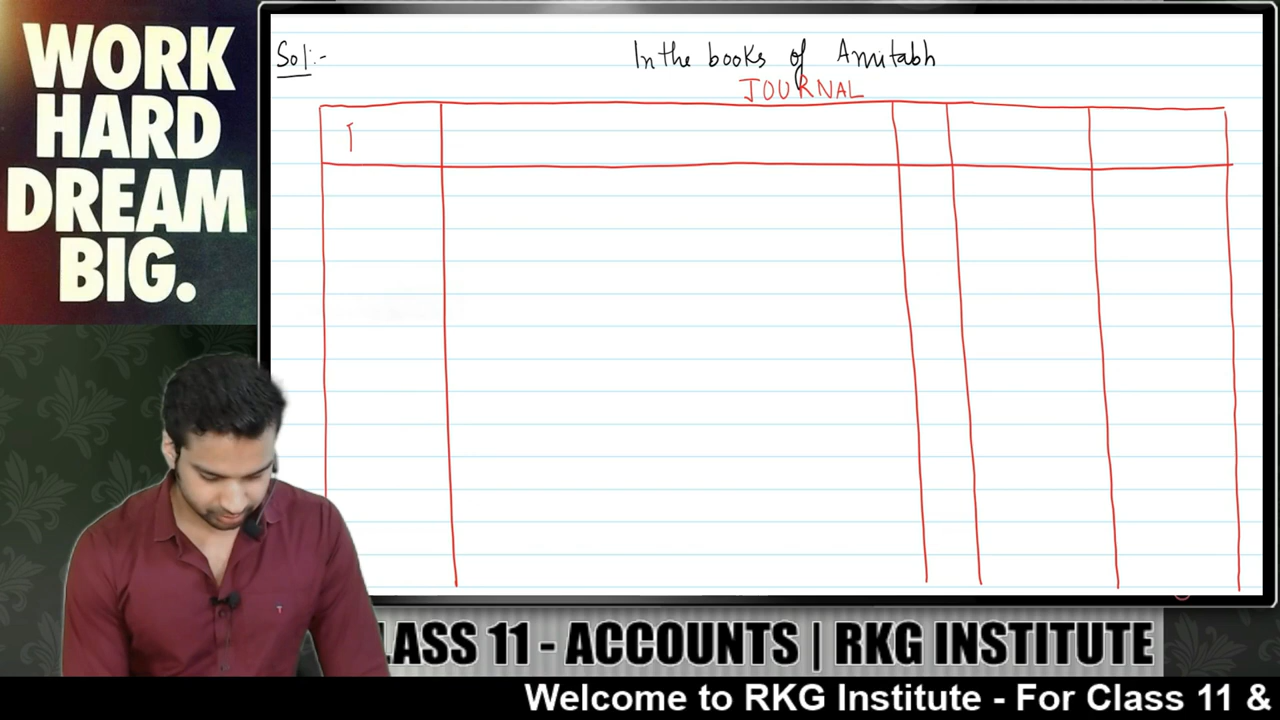 WORK
HARD
DREAM
BIG.
Sol:-
In the books of Amitabh
JOURNAL
LASS 11 - ACCOUNTS | RKG INSTITUTE
Welcome to RKG Institute - For Class 11 &